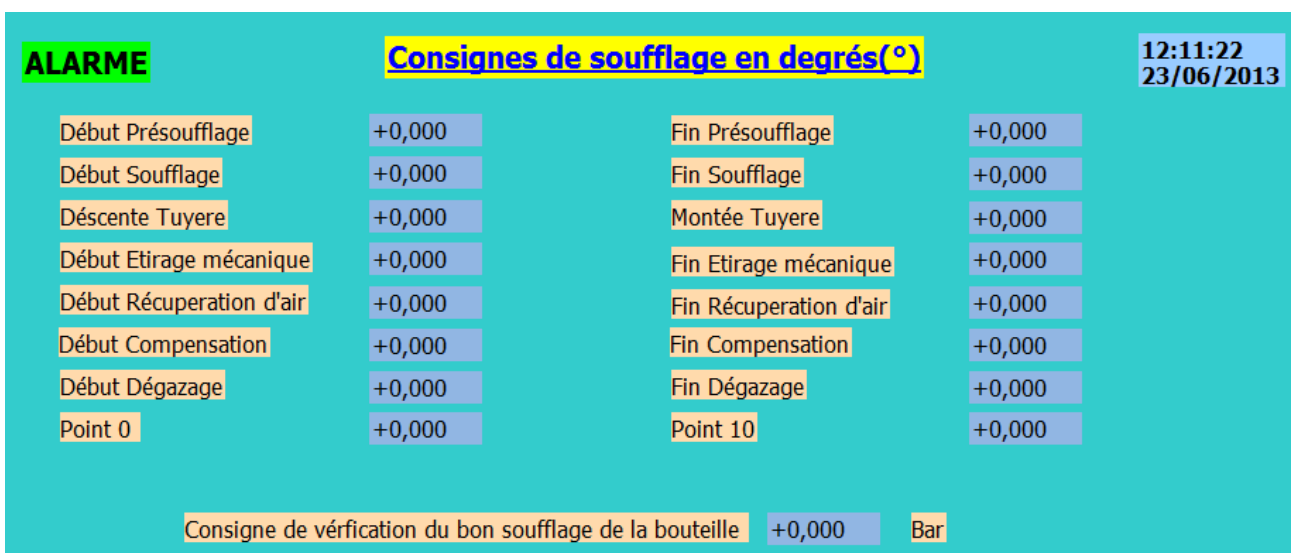 ALARME
Consignes de soufflage en degrés(°)
12:11:22
23/06/2013
Début Présoufflage +0,000 Fin Présoufflage +0,000
Début Soufflage +0,000 Fin Soufflage +0,000
Déscente Tuyere +0,000 Montée Tuyere +0,000
Début Etirage mécanique +0,000 Fin Etirage mécanique +0,000
Début Récuperation d'air +0,000 Fin Récuperation d'air +0,000
Début Compensation +0,000 Fin Compensation +0,000
Début Dégazage +0,000 Fin Dégazage +0,000
Point 0 +0,000 Point 10 +0,000
Consigne de vérfication du bon soufflage de la bouteille +0,000 Bar